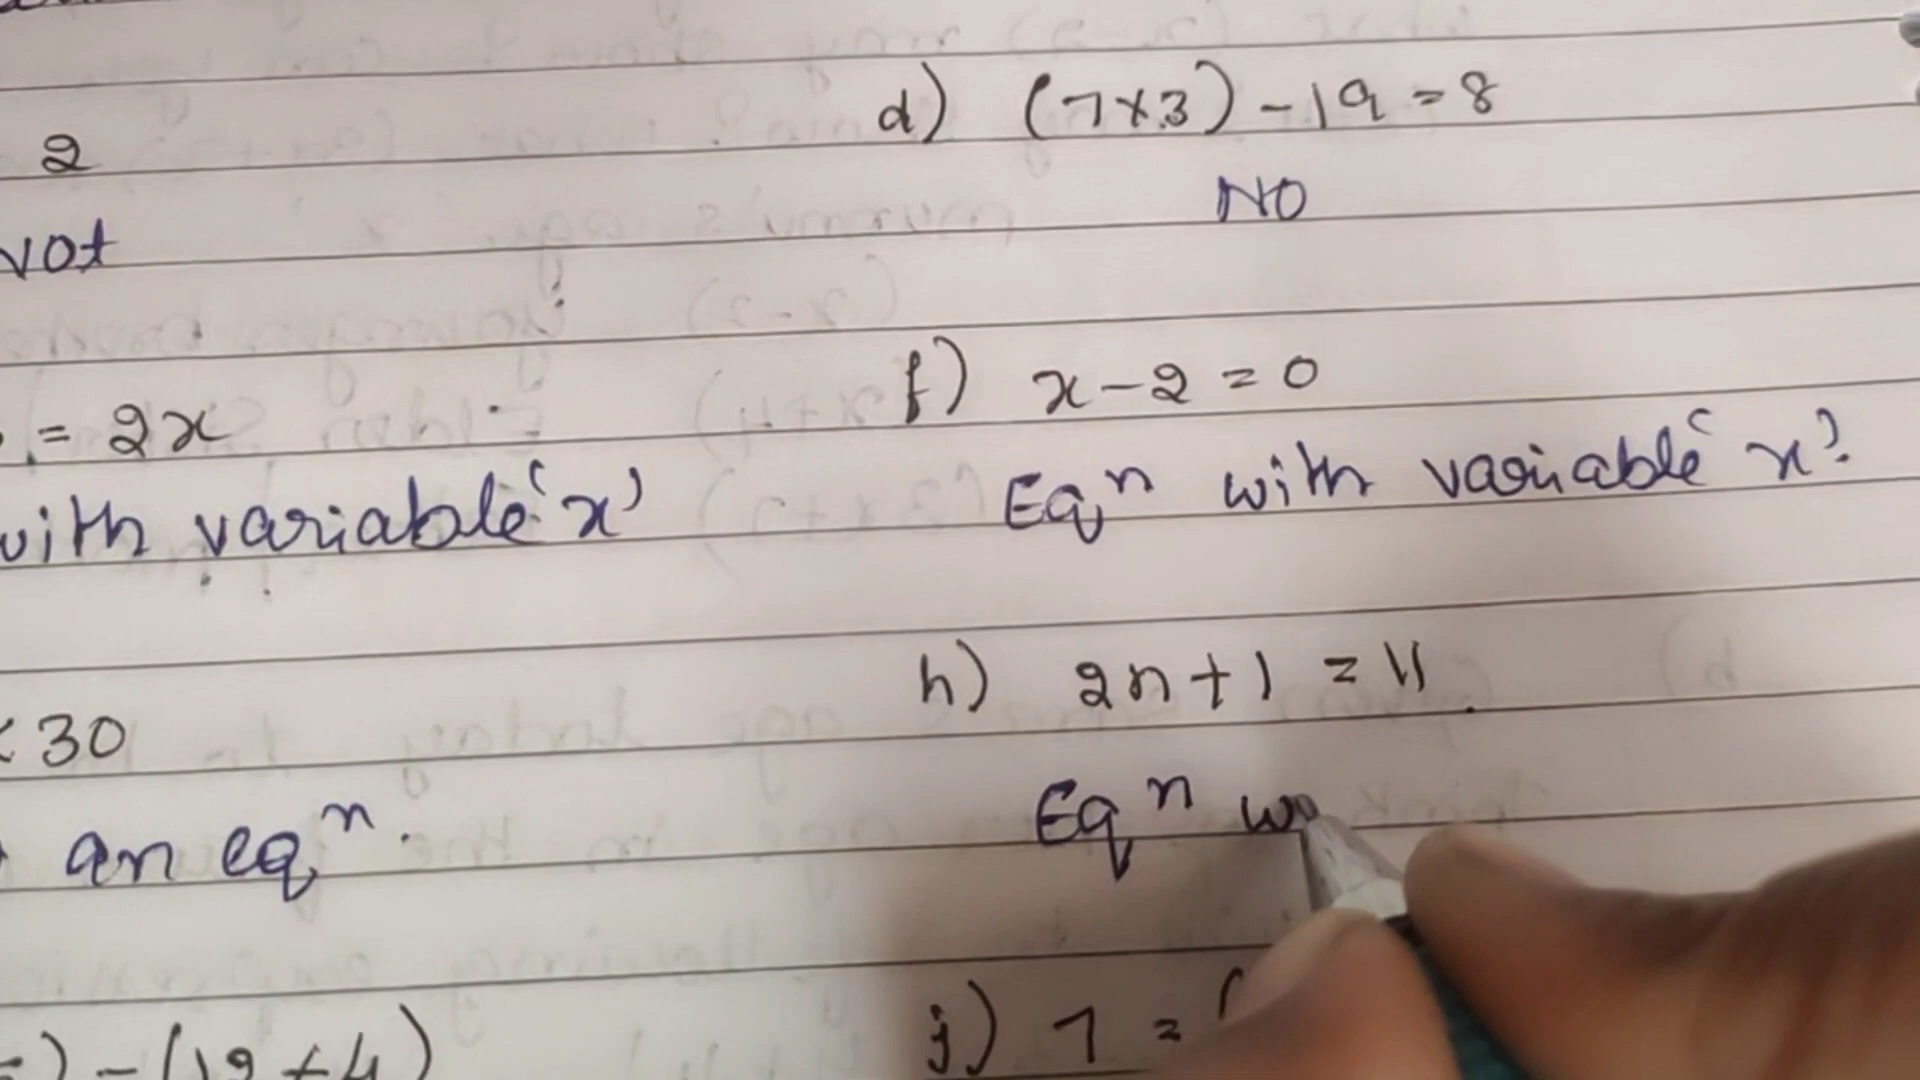 d) (7×3) - 19 = 8
2
NO
Not
f) x - 2 = 0
= 2x
Eqⁿ with variable 'x'.
with variable 'x'
h) 2n + 1 = 11
< 30
Eqⁿ
an eqⁿ.
j) 7 = (
) - (19 + 4)